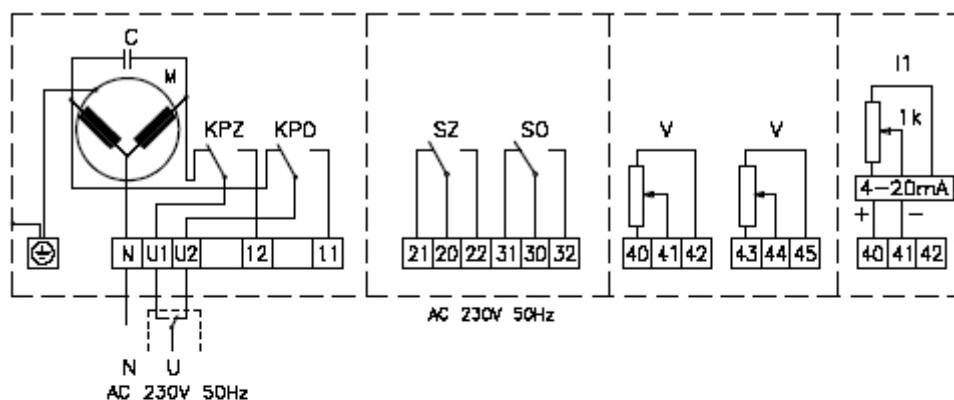 C
M
KPZ
KPO
SZ
SO
V
V
I1
1k
4-20mA
+ -
N U1 U2 12 11
21 20 22 31 30 32
40 41 42
43 44 45
40 41 42
AC 230V 50Hz
N U
AC 230V 50Hz